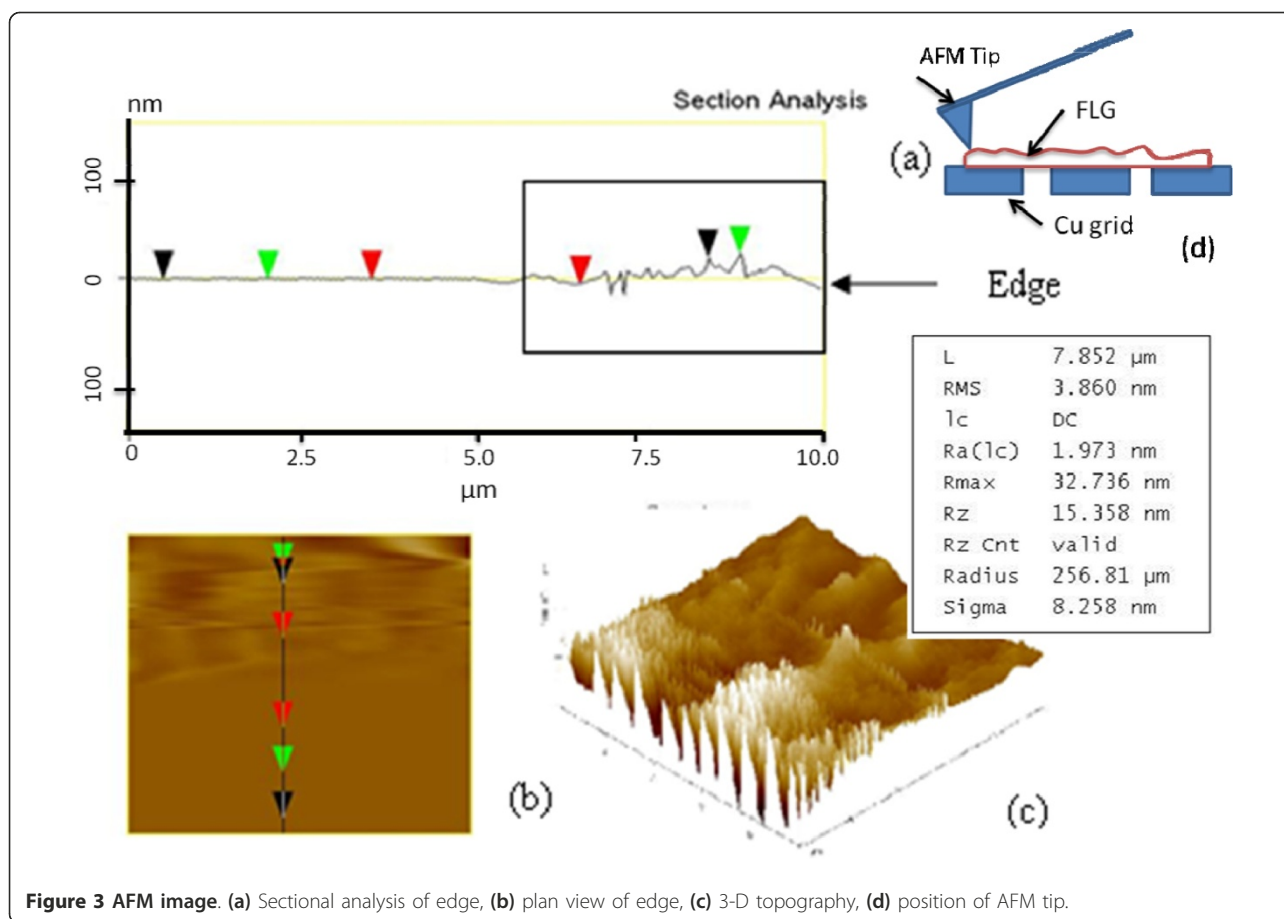 nm
Section Analysis
100
0
100
0
2.5
5.0
7.5
10.0
μm
Edge
(a)
AFM Tip
FLG
Cu grid
(d)
L 7.852 μm
RMS 3.860 nm
lc DC
Ra(lc) 1.973 nm
Rmax 32.736 nm
Rz 15.358 nm
Rz Cnt valid
Radius 256.81 μm
Sigma 8.258 nm
(b)
(c)
Figure 3 AFM image. (a) Sectional analysis of edge, (b) plan view of edge, (c) 3-D topography, (d) position of AFM tip.